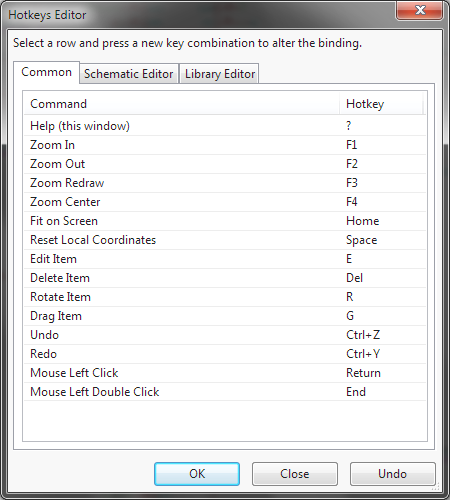 Hotkeys Editor
Select a row and press a new key combination to alter the binding.
Common Schematic Editor Library Editor
Command Hotkey
Help (this window) ?
Zoom In F1
Zoom Out F2
Zoom Redraw F3
Zoom Center F4
Fit on Screen Home
Reset Local Coordinates Space
Edit Item E
Delete Item Del
Rotate Item R
Drag Item G
Undo Ctrl+Z
Redo Ctrl+Y
Mouse Left Click Return
Mouse Left Double Click End
OK Close Undo